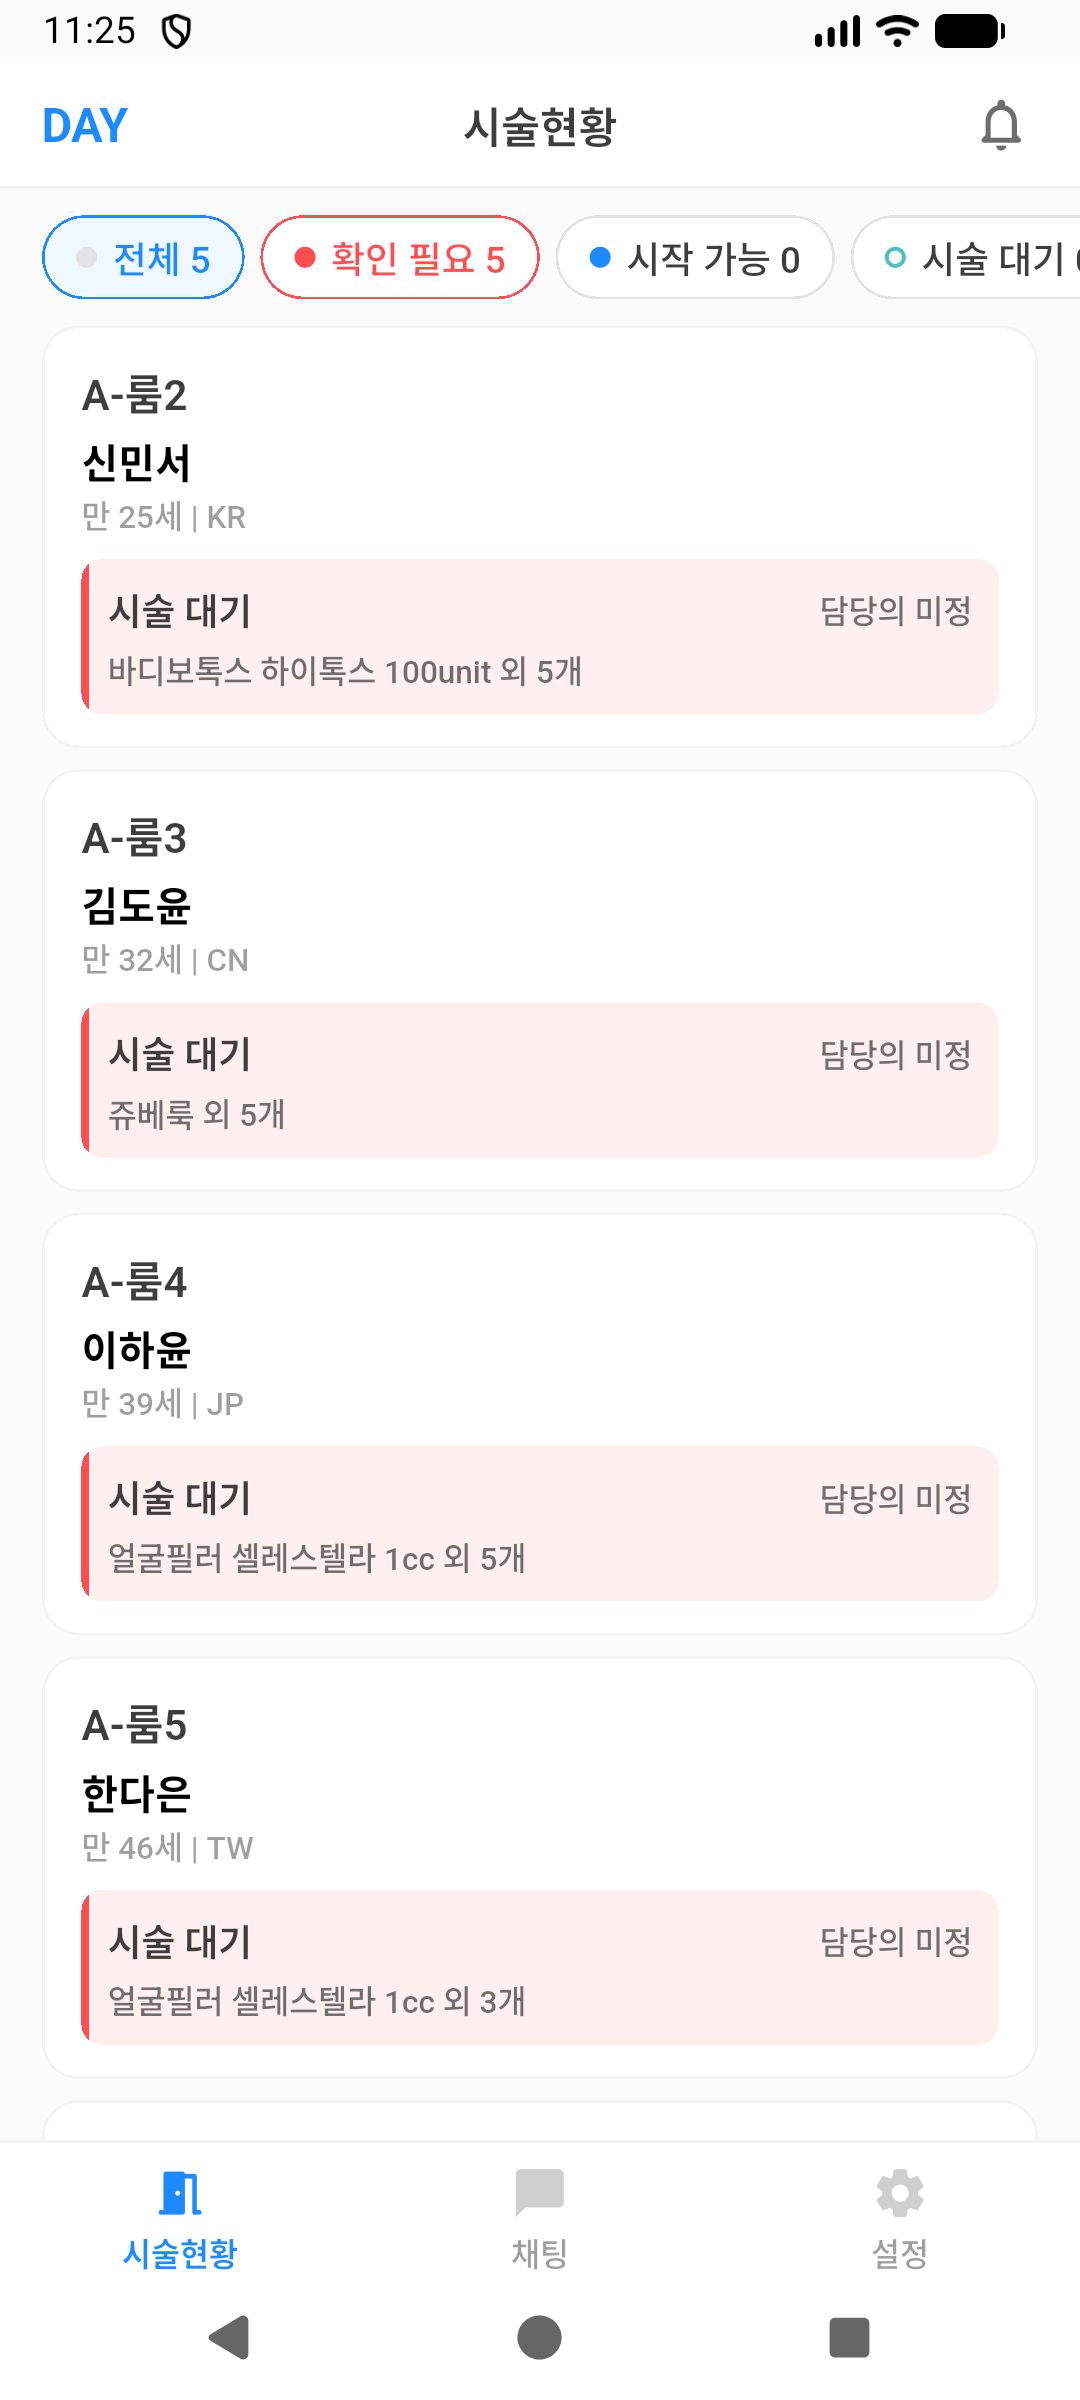 11:25
DAY
시술현황
전체 5
확인 필요 5
시작 가능 0
시술 대기
A-룸2
신민서
만 25세 | KR
시술 대기
담당의 미정
바디보톡스 하이톡스 100unit 외 5개
A-룸3
김도윤
만 32세 | CN
시술 대기
담당의 미정
쥬베룩 외 5개
A-룸4
이하윤
만 39세 | JP
시술 대기
담당의 미정
얼굴필러 셀레스텔라 1cc 외 5개
A-룸5
한다은
만 46세 | TW
시술 대기
담당의 미정
얼굴필러 셀레스텔라 1cc 외 3개
시술현황
채팅
설정